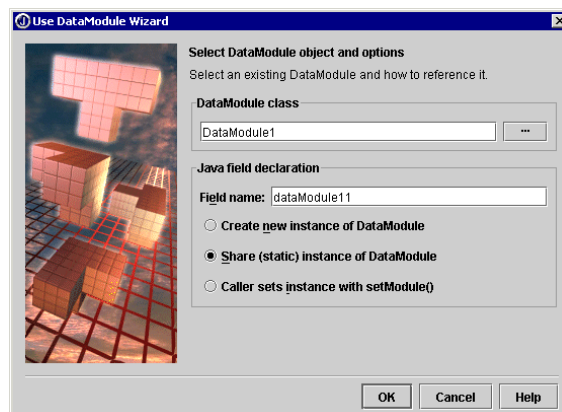 Use DataModule Wizard
Select DataModule object and options
Select an existing DataModule and how to reference it.
DataModule class
DataModule1
...
Java field declaration
Field name: dataModule11
Create new instance of DataModule
Share (static) instance of DataModule
Caller sets instance with setModule()
OK Cancel Help